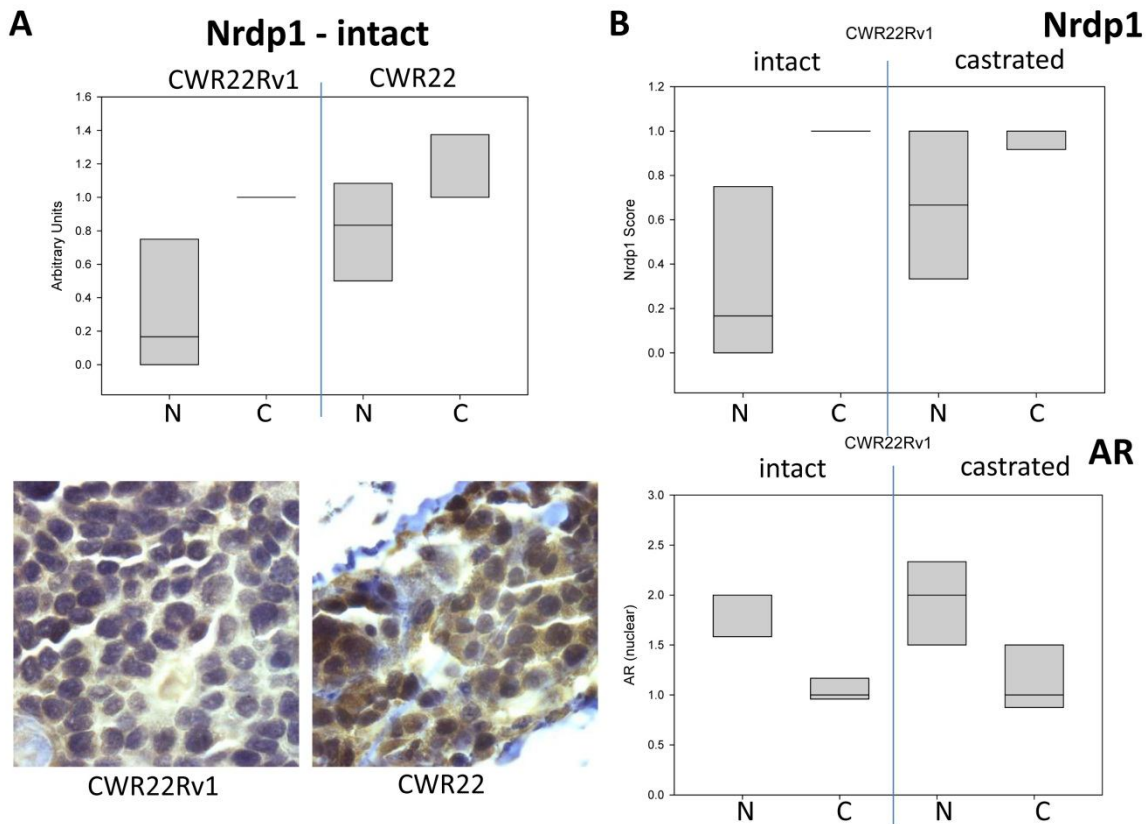 A
Nrdp1 - intact
CWR22Rv1
CWR22
Arbitrary Units
1.6
1.4
1.2
1.0
0.8
0.6
0.4
0.2
0.0
N
C
N
C
CWR22Rv1
CWR22
B
CWR22Rv1
Nrdp1
intact
castrated
Nrdp1 Score
1.2
1.0
0.8
0.6
0.4
0.2
0.0
N
C
N
C
CWR22Rv1
AR
intact
castrated
AR (nuclear)
3.0
2.5
2.0
1.5
1.0
0.5
0.0
N
C
N
C